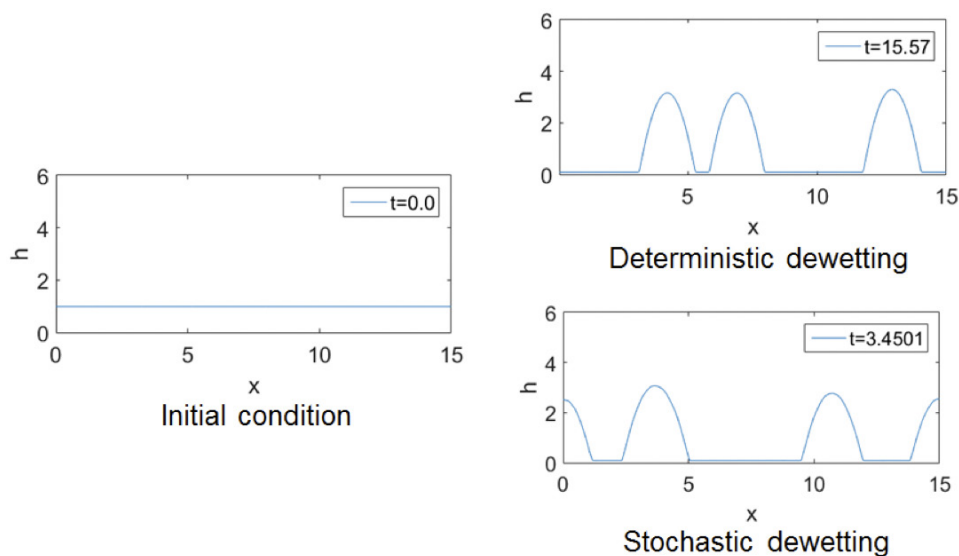 6
4
h
2
0
t=0.0
0
5
10
15
x
Initial condition
6
4
h
2
0
t=15.57
5
10
15
x
Deterministic dewetting
6
4
h
2
0
t=3.4501
0
5
10
15
x
Stochastic dewetting